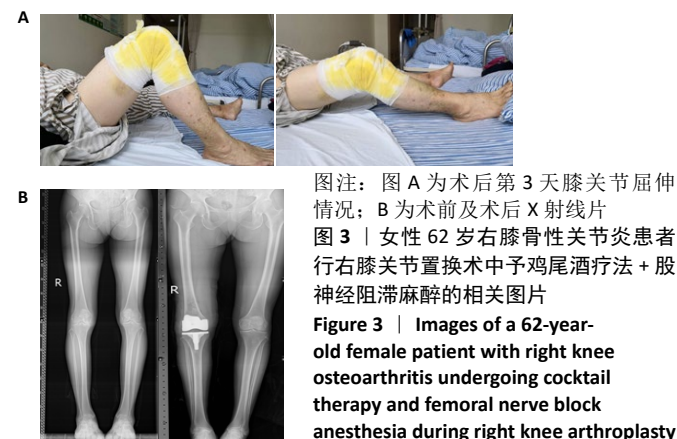 A
B
R
R
图注：图 A 为术后第 3 天膝关节屈伸
情况；B 为术前及术后 X 射线片
图 3 ｜ 女性 62 岁右膝骨性关节炎患者
行右膝关节置换术中予鸡尾酒疗法 + 股
神经阻滞麻醉的相关图片
Figure 3 ｜ Images of a 62-year-
old female patient with right knee
osteoarthritis undergoing cocktail
therapy and femoral nerve block
anesthesia during right knee arthroplasty